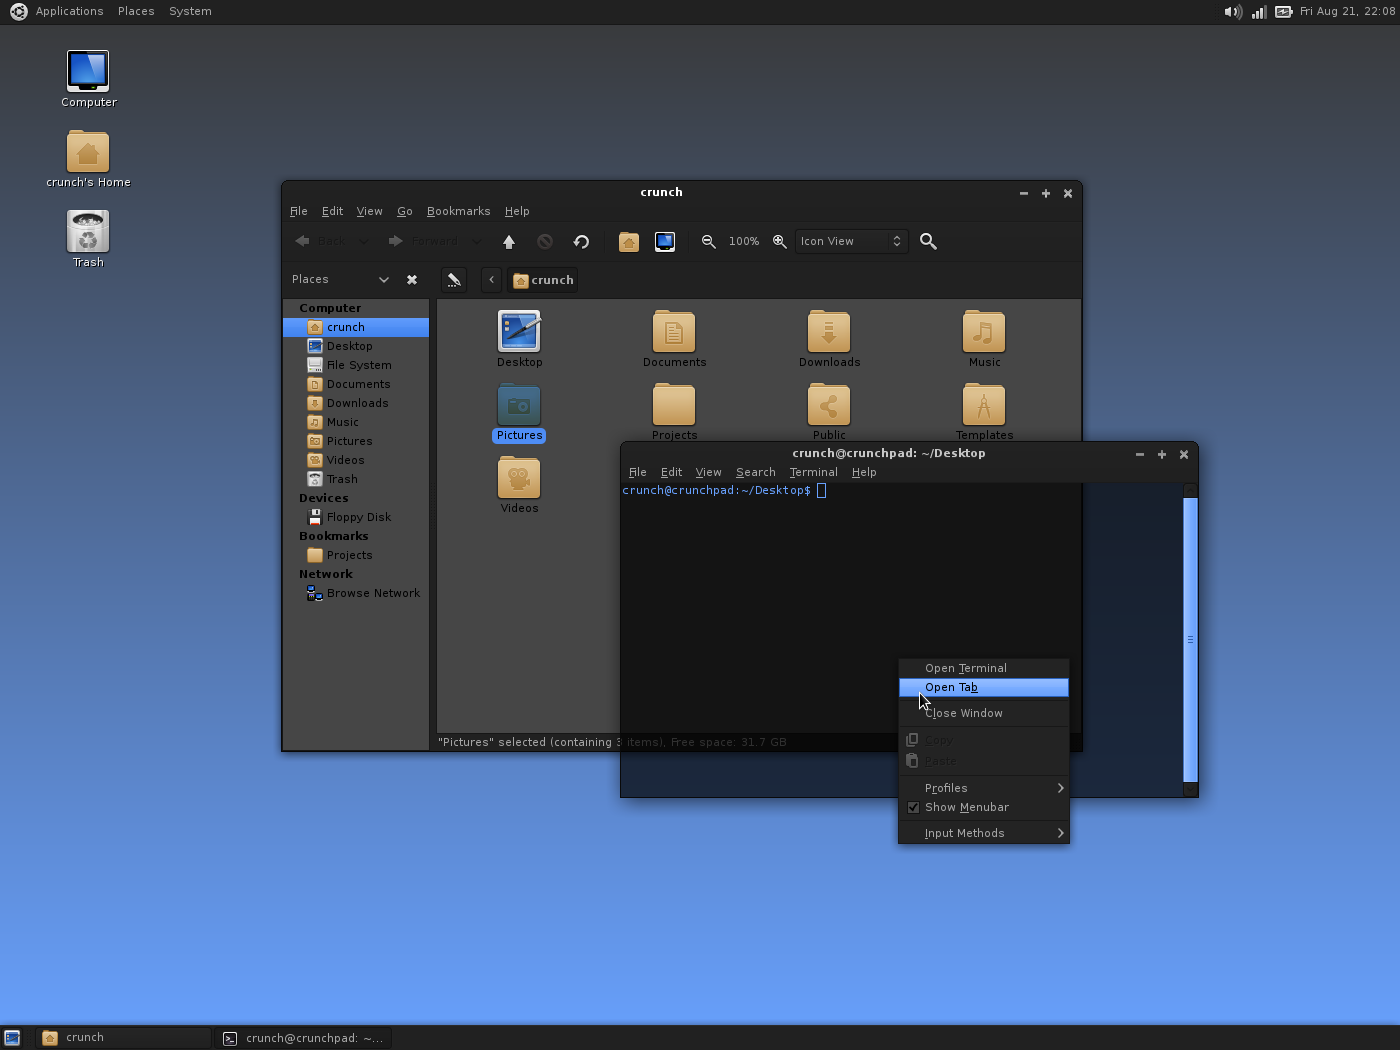 Applications Places System
Fri Aug 21, 22:08
Computer
crunch's Home
Trash
crunch
File Edit View Go Bookmarks Help
Back Forward 100% Icon View
Places crunch
Computer
crunch
Desktop
File System
Documents
Downloads
Music
Pictures
Videos
Trash
Devices
Floppy Disk
Bookmarks
Projects
Network
Browse Network
Desktop Documents Downloads Music
Pictures Projects Public Templates
Videos
"Pictures" selected (containing 3 items), Free space: 31.7 GB
crunch@crunchpad: ~/Desktop
File Edit View Search Terminal Help
crunch@crunchpad:~/Desktop$
Open Terminal
Open Tab
Close Window
Copy
Paste
Profiles
Show Menubar
Input Methods
crunch
crunch@crunchpad: ~...